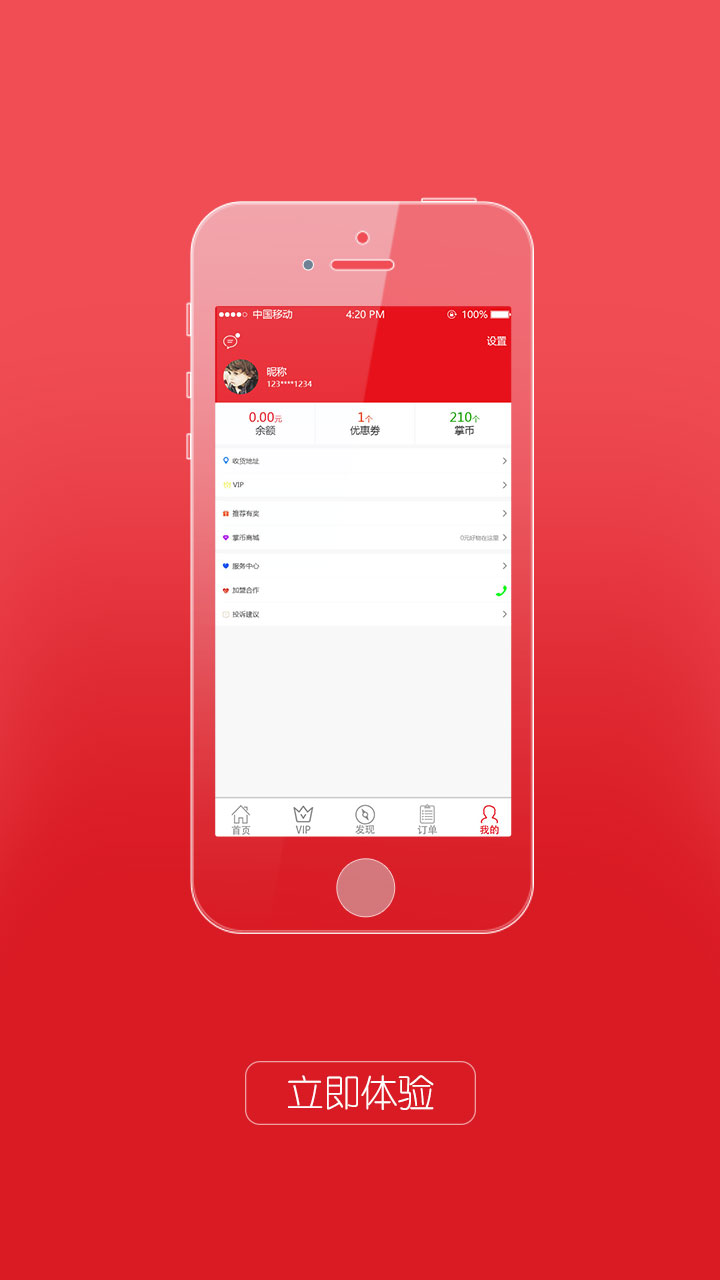 中国移动 4:20 PM 100%
设置
昵称
123****1234
0.00元 1个 210个
余额 优惠券 掌币
收货地址
VIP
推荐有奖
掌币商城 0元好物在这里
服务中心
加盟合作
投诉建议
首页 VIP 发现 订单 我的
立即体验